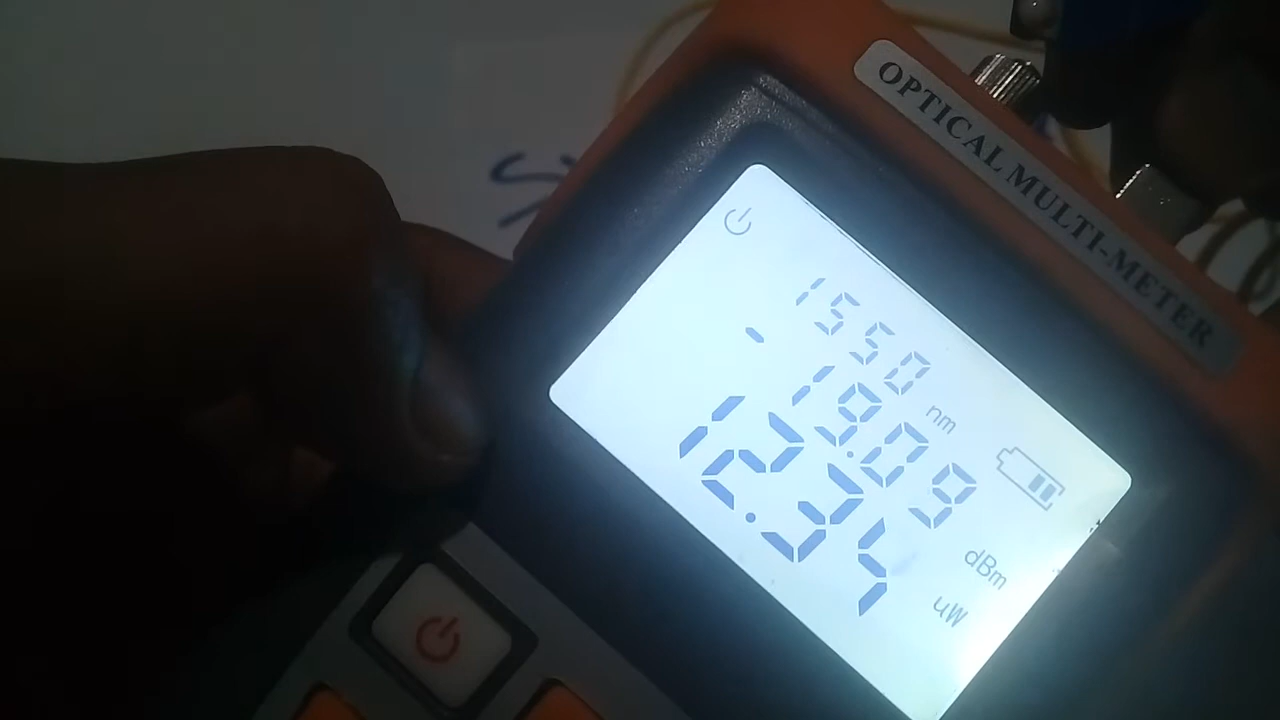 OPTICAL MULTI-METER
1550 nm
-19.09 dBm
12.34 uW